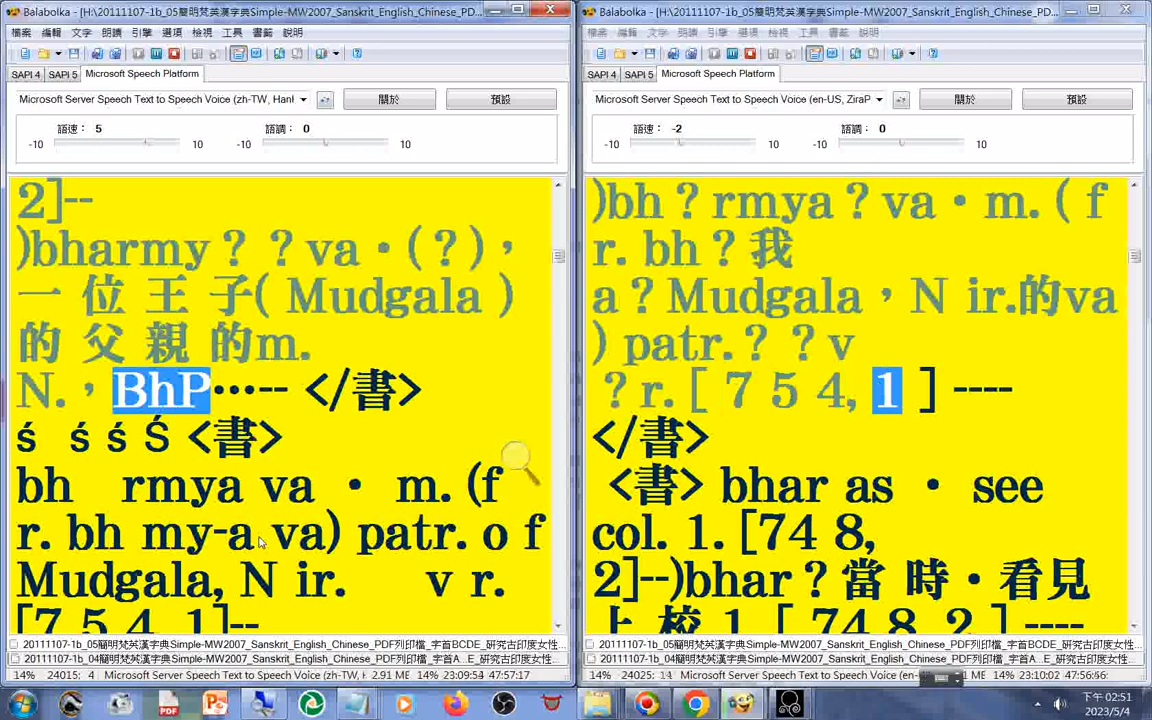 Balabolka - [H:\20111107-1b_05簡明梵英漢字典Simple-MW2007_Sanskrit_English_Chinese_PD...
檔案 編輯 文字 朗讀 引擎 選項 檢視 工具 書籤 說明
SAPI 4 SAPI 5 Microsoft Speech Platform
Microsoft Server Speech Text to Speech Voice (zh-TW, Hanl 關於 預設
語速： 5 語調： 0
-10 10 -10 10
2]--
)bharmy？？va・(？)，
一 位 王 子( Mudgala )
的 父 親 的m.
N.，BhP…-- </書>
ś ś ś Ś <書>
bh rmya va ・ m. (f
r. bh my-a va) patr. o f
Mudgala, N ir. v r.
[7 5 4, 1]--
20111107-1b_05簡明梵英漢字典Simple-MW2007_Sanskrit_English_Chinese_PDF列印檔_字首BCDE_研究古印度女性...
20111107-1b_04簡明梵英漢字典Simple-MW2007_Sanskrit_English_Chinese_PDF列印檔_字首A...E_研究古印度女性...
14% 24015: 4 Microsoft Server Speech Text to Speech Voice (zh-TW, 2.91 ME 14% 23:09:54 47:57:17
Balabolka - [H:\20111107-1b_05簡明梵英漢字典Simple-MW2007_Sanskrit_English_Chinese_PD...
檔案 編輯 文字 朗讀 引擎 選項 檢視 工具 書籤 說明
SAPI 4 SAPI 5 Microsoft Speech Platform
Microsoft Server Speech Text to Speech Voice (en-US, ZiraP 關於 預設
語速： -2 語調： 0
-10 10 -10 10
)bh？rmya？va・m. ( f
r. bh？我
a？Mudgala，N ir.的va
) patr.？？v
？r. [ 7 5 4, 1 ] ----
</書>
<書> bhar as ・ see
col. 1. [74 8,
2]--)bhar？當 時・看見
上 校 1. [ 74 8, 2 ] ----
20111107-1b_05簡明梵英漢字典Simple-MW2007_Sanskrit_English_Chinese_PDF列印檔_字首BCDE_研究古印度女性...
20111107-1b_04簡明梵英漢字典Simple-MW2007_Sanskrit_English_Chinese_PDF列印檔_字首A...E_研究古印度女性...
14% 24025: 14 Microsoft Server Speech Text to Speech Voice (en-US, 14% 23:10:02 47:56:56
下午 02:51
2023/5/4